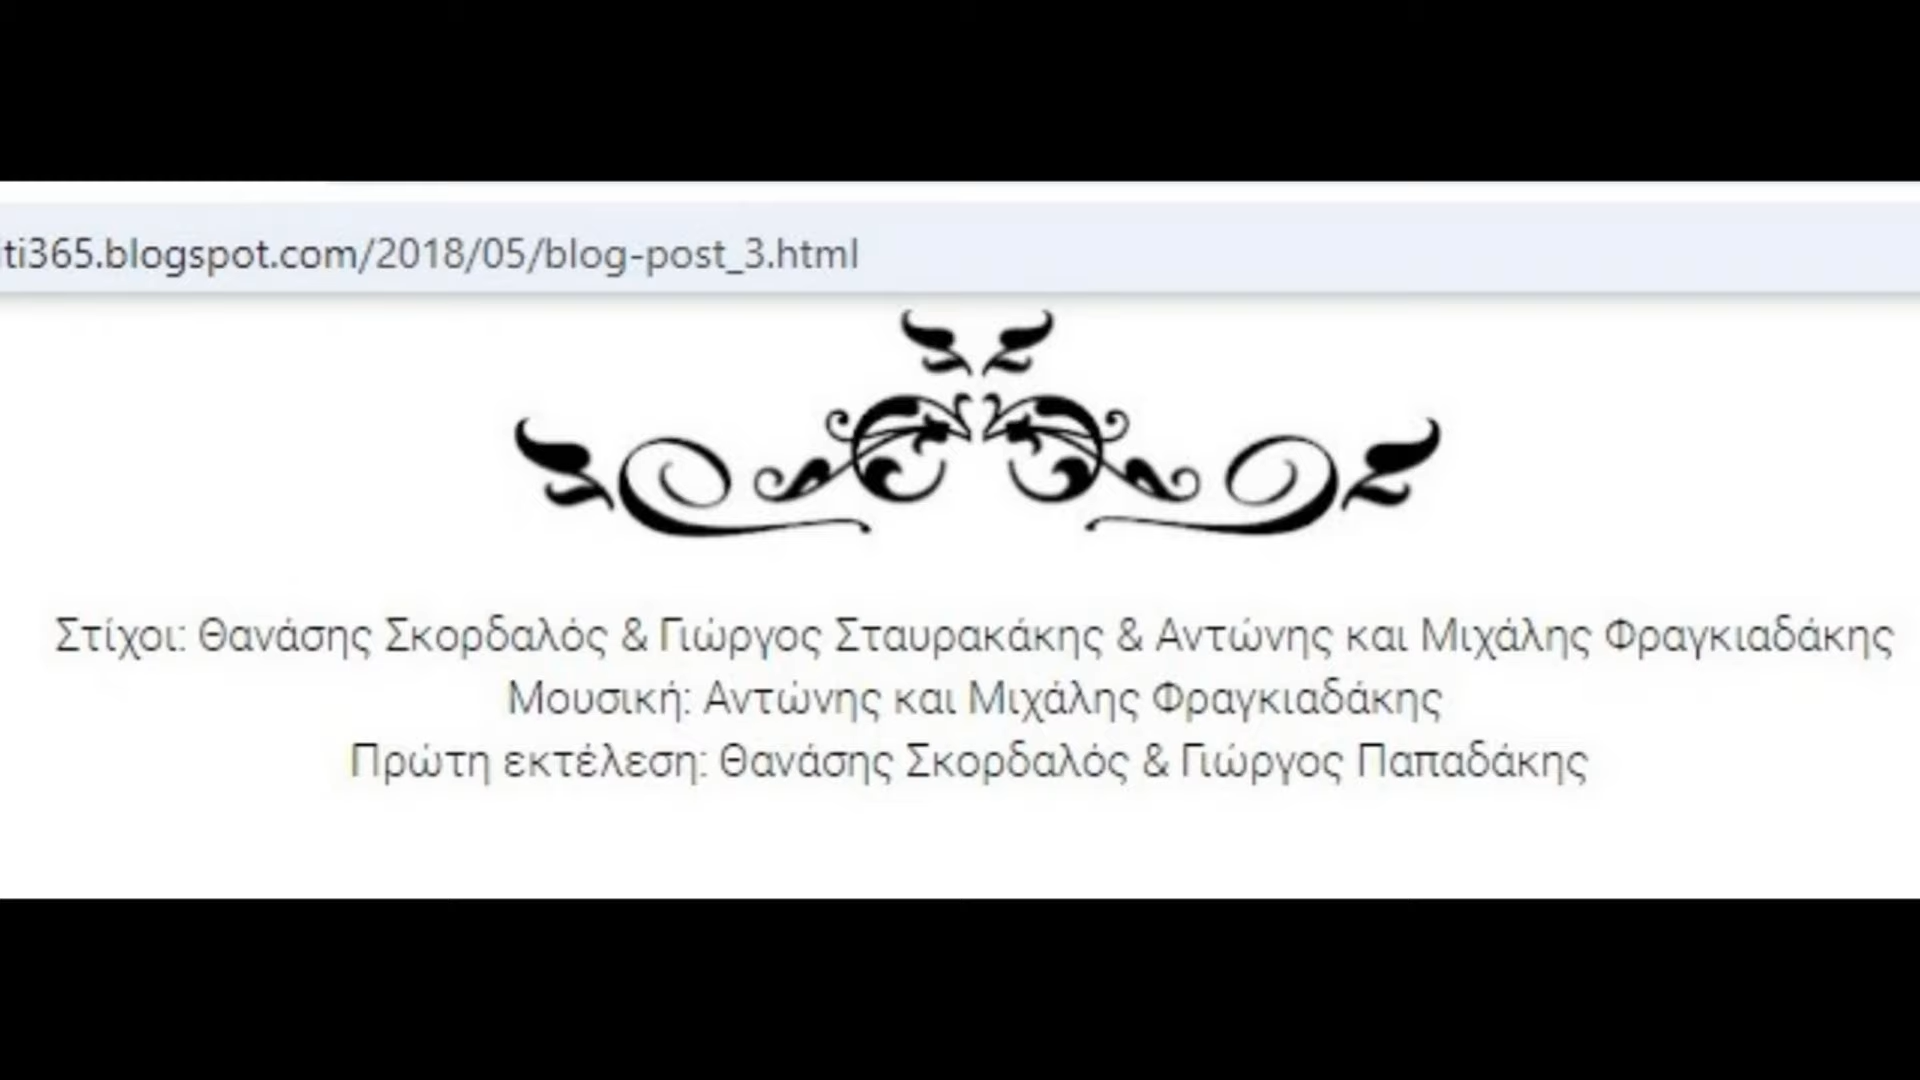 ti365.blogspot.com/2018/05/blog-post_3.html
Στίχοι: Θανάσης Σκορδαλός & Γιώργος Σταυρακάκης & Αντώνης και Μιχάλης Φραγκιαδάκης
Μουσική: Αντώνης και Μιχάλης Φραγκιαδάκης
Πρώτη εκτέλεση: Θανάσης Σκορδαλός & Γιώργος Παπαδάκης